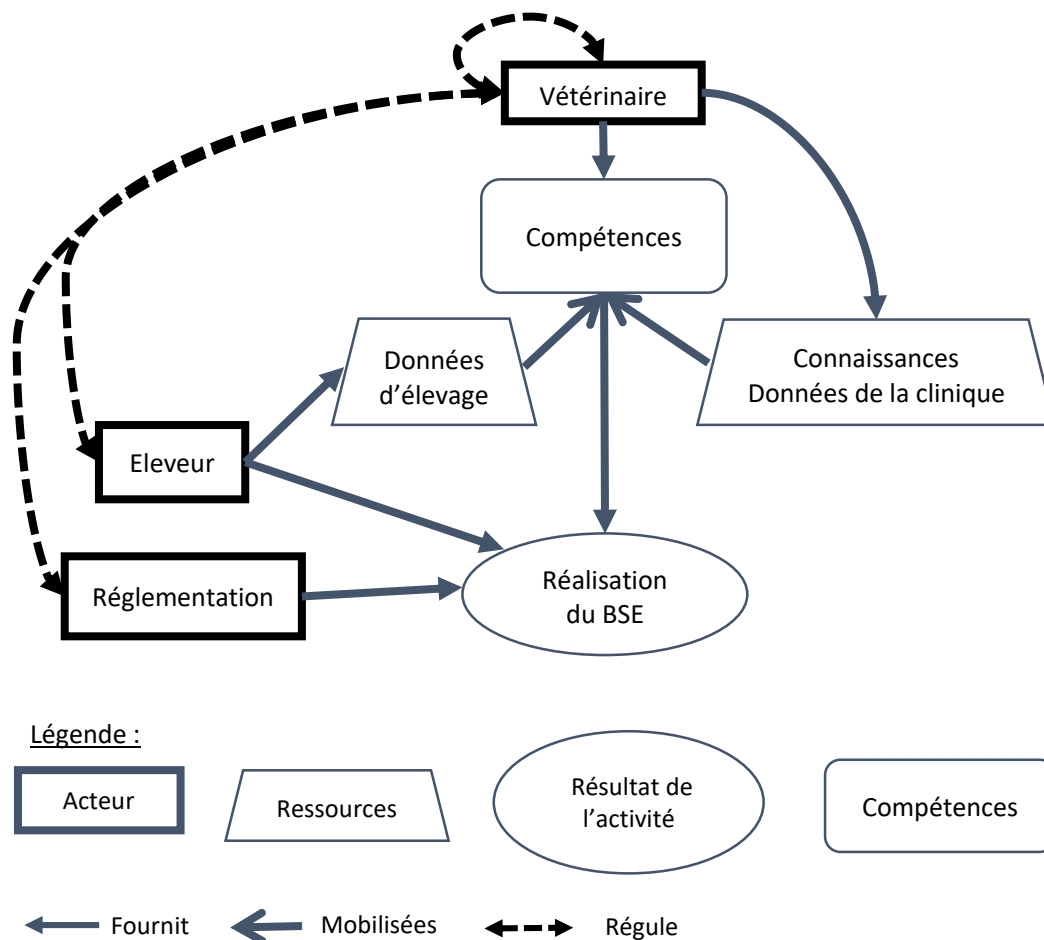 Vétérinaire
Compétences
Données
d’élevage
Connaissances
Données de la clinique
Eleveur
Réglementation
Réalisation
du BSE
Légende :
Acteur
Ressources
Résultat de
l’activité
Compétences
Fournit
Mobilisées
Régule